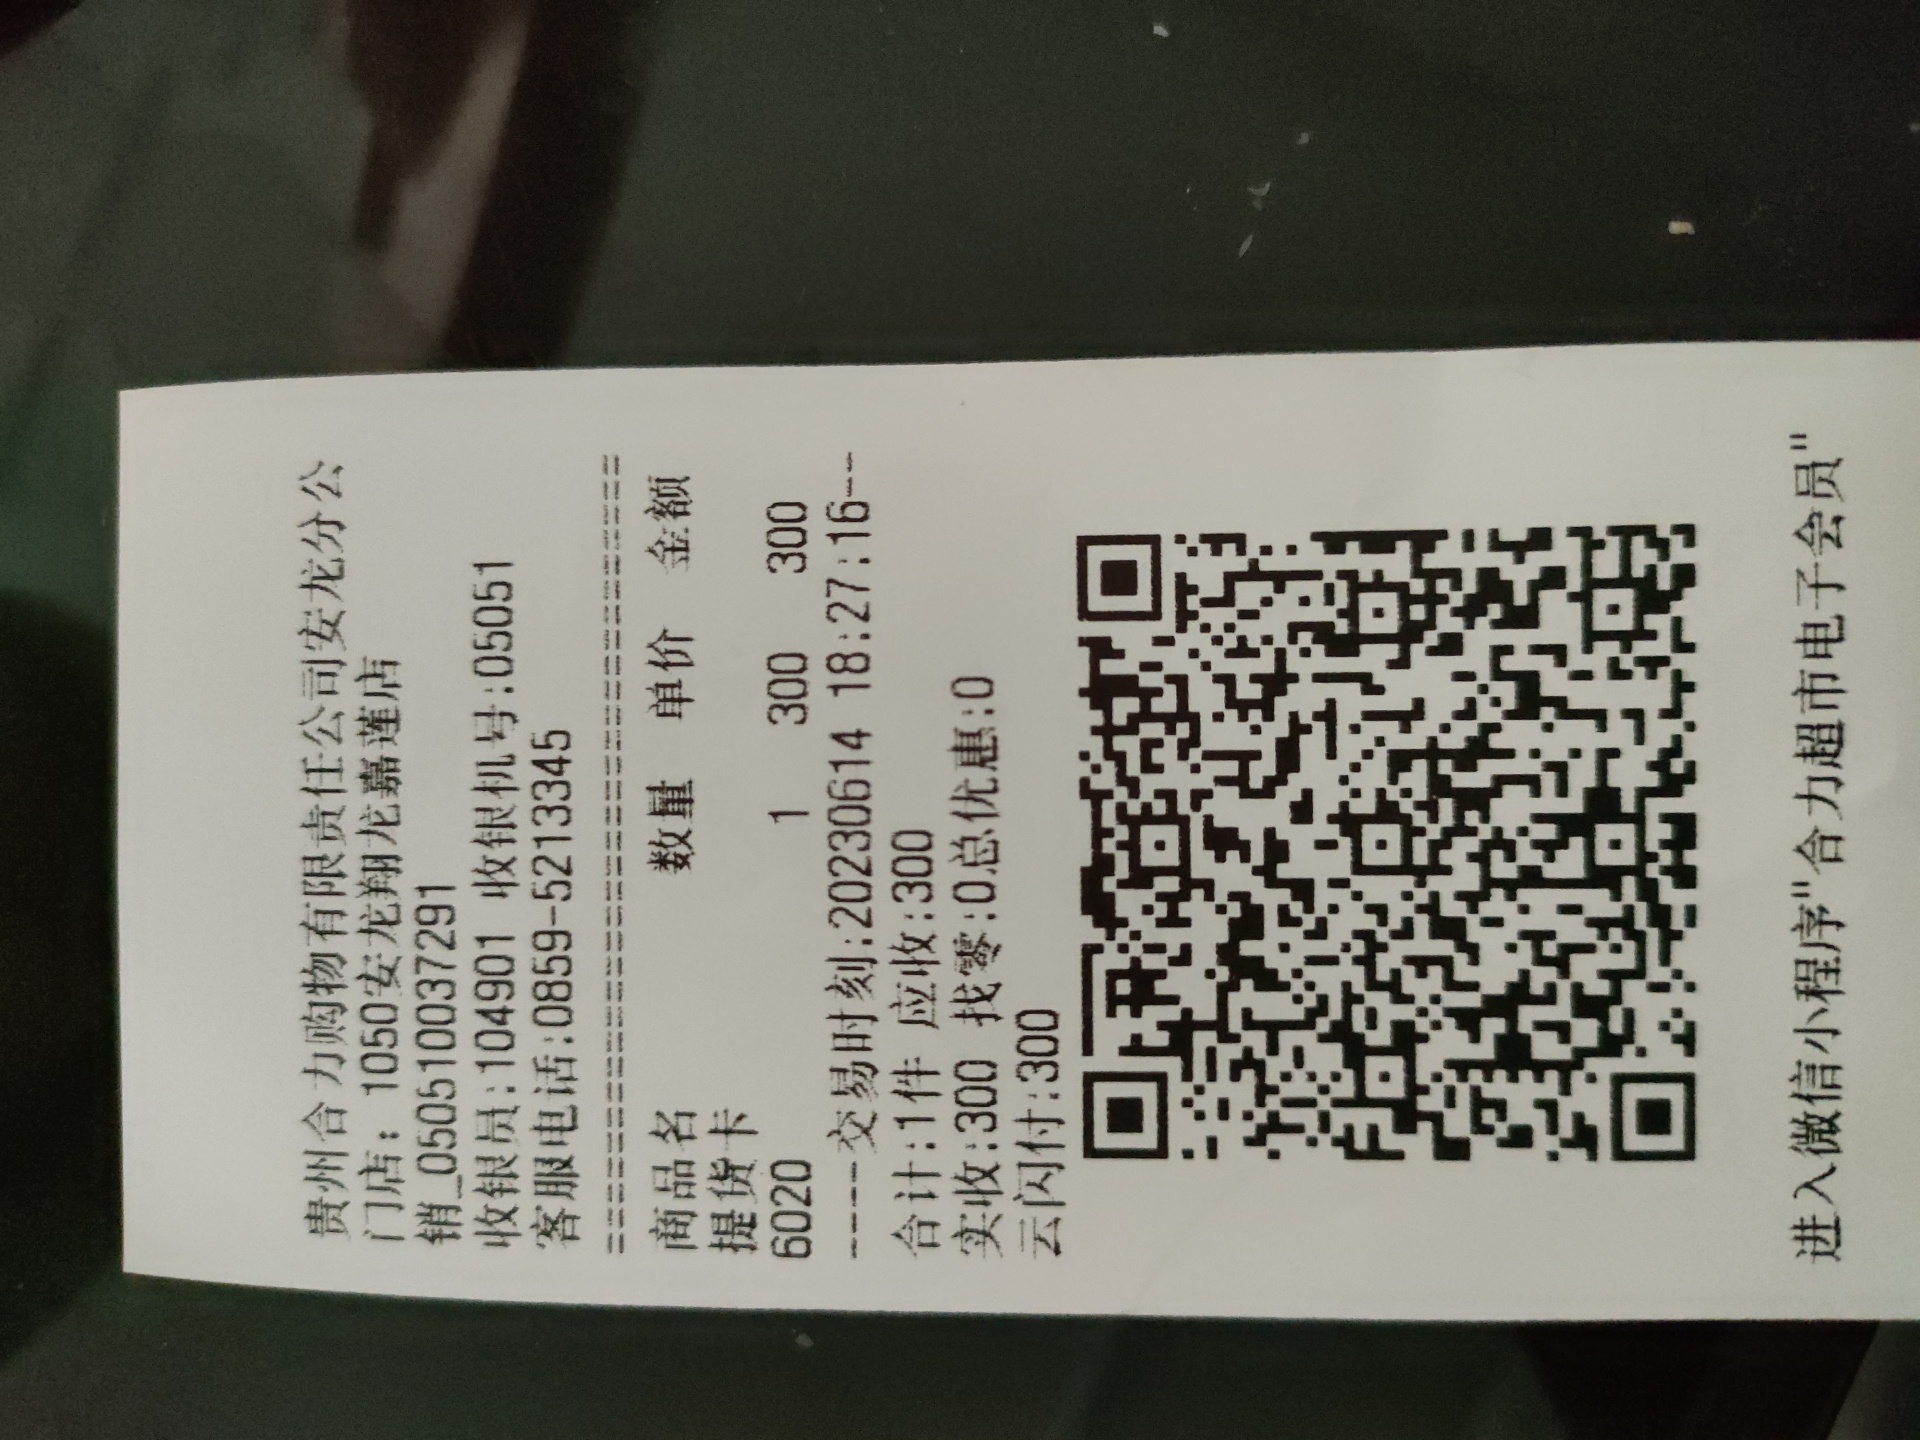 贵州合力购物有限责任公司安龙分公
门店：1050安龙翔龙嘉莲店
销_0505100037291
收银员:104901 收银机号:05051
客服电话:0859-5213345
================================
商品名 数量 单价 金额
提货卡
6020 1 300 300
----交易时刻:20230614 18:27:16--
合计:1件 应收:300
实收:300 找零:0总优惠:0
云闪付:300
进入微信小程序"合力超市电子会员"